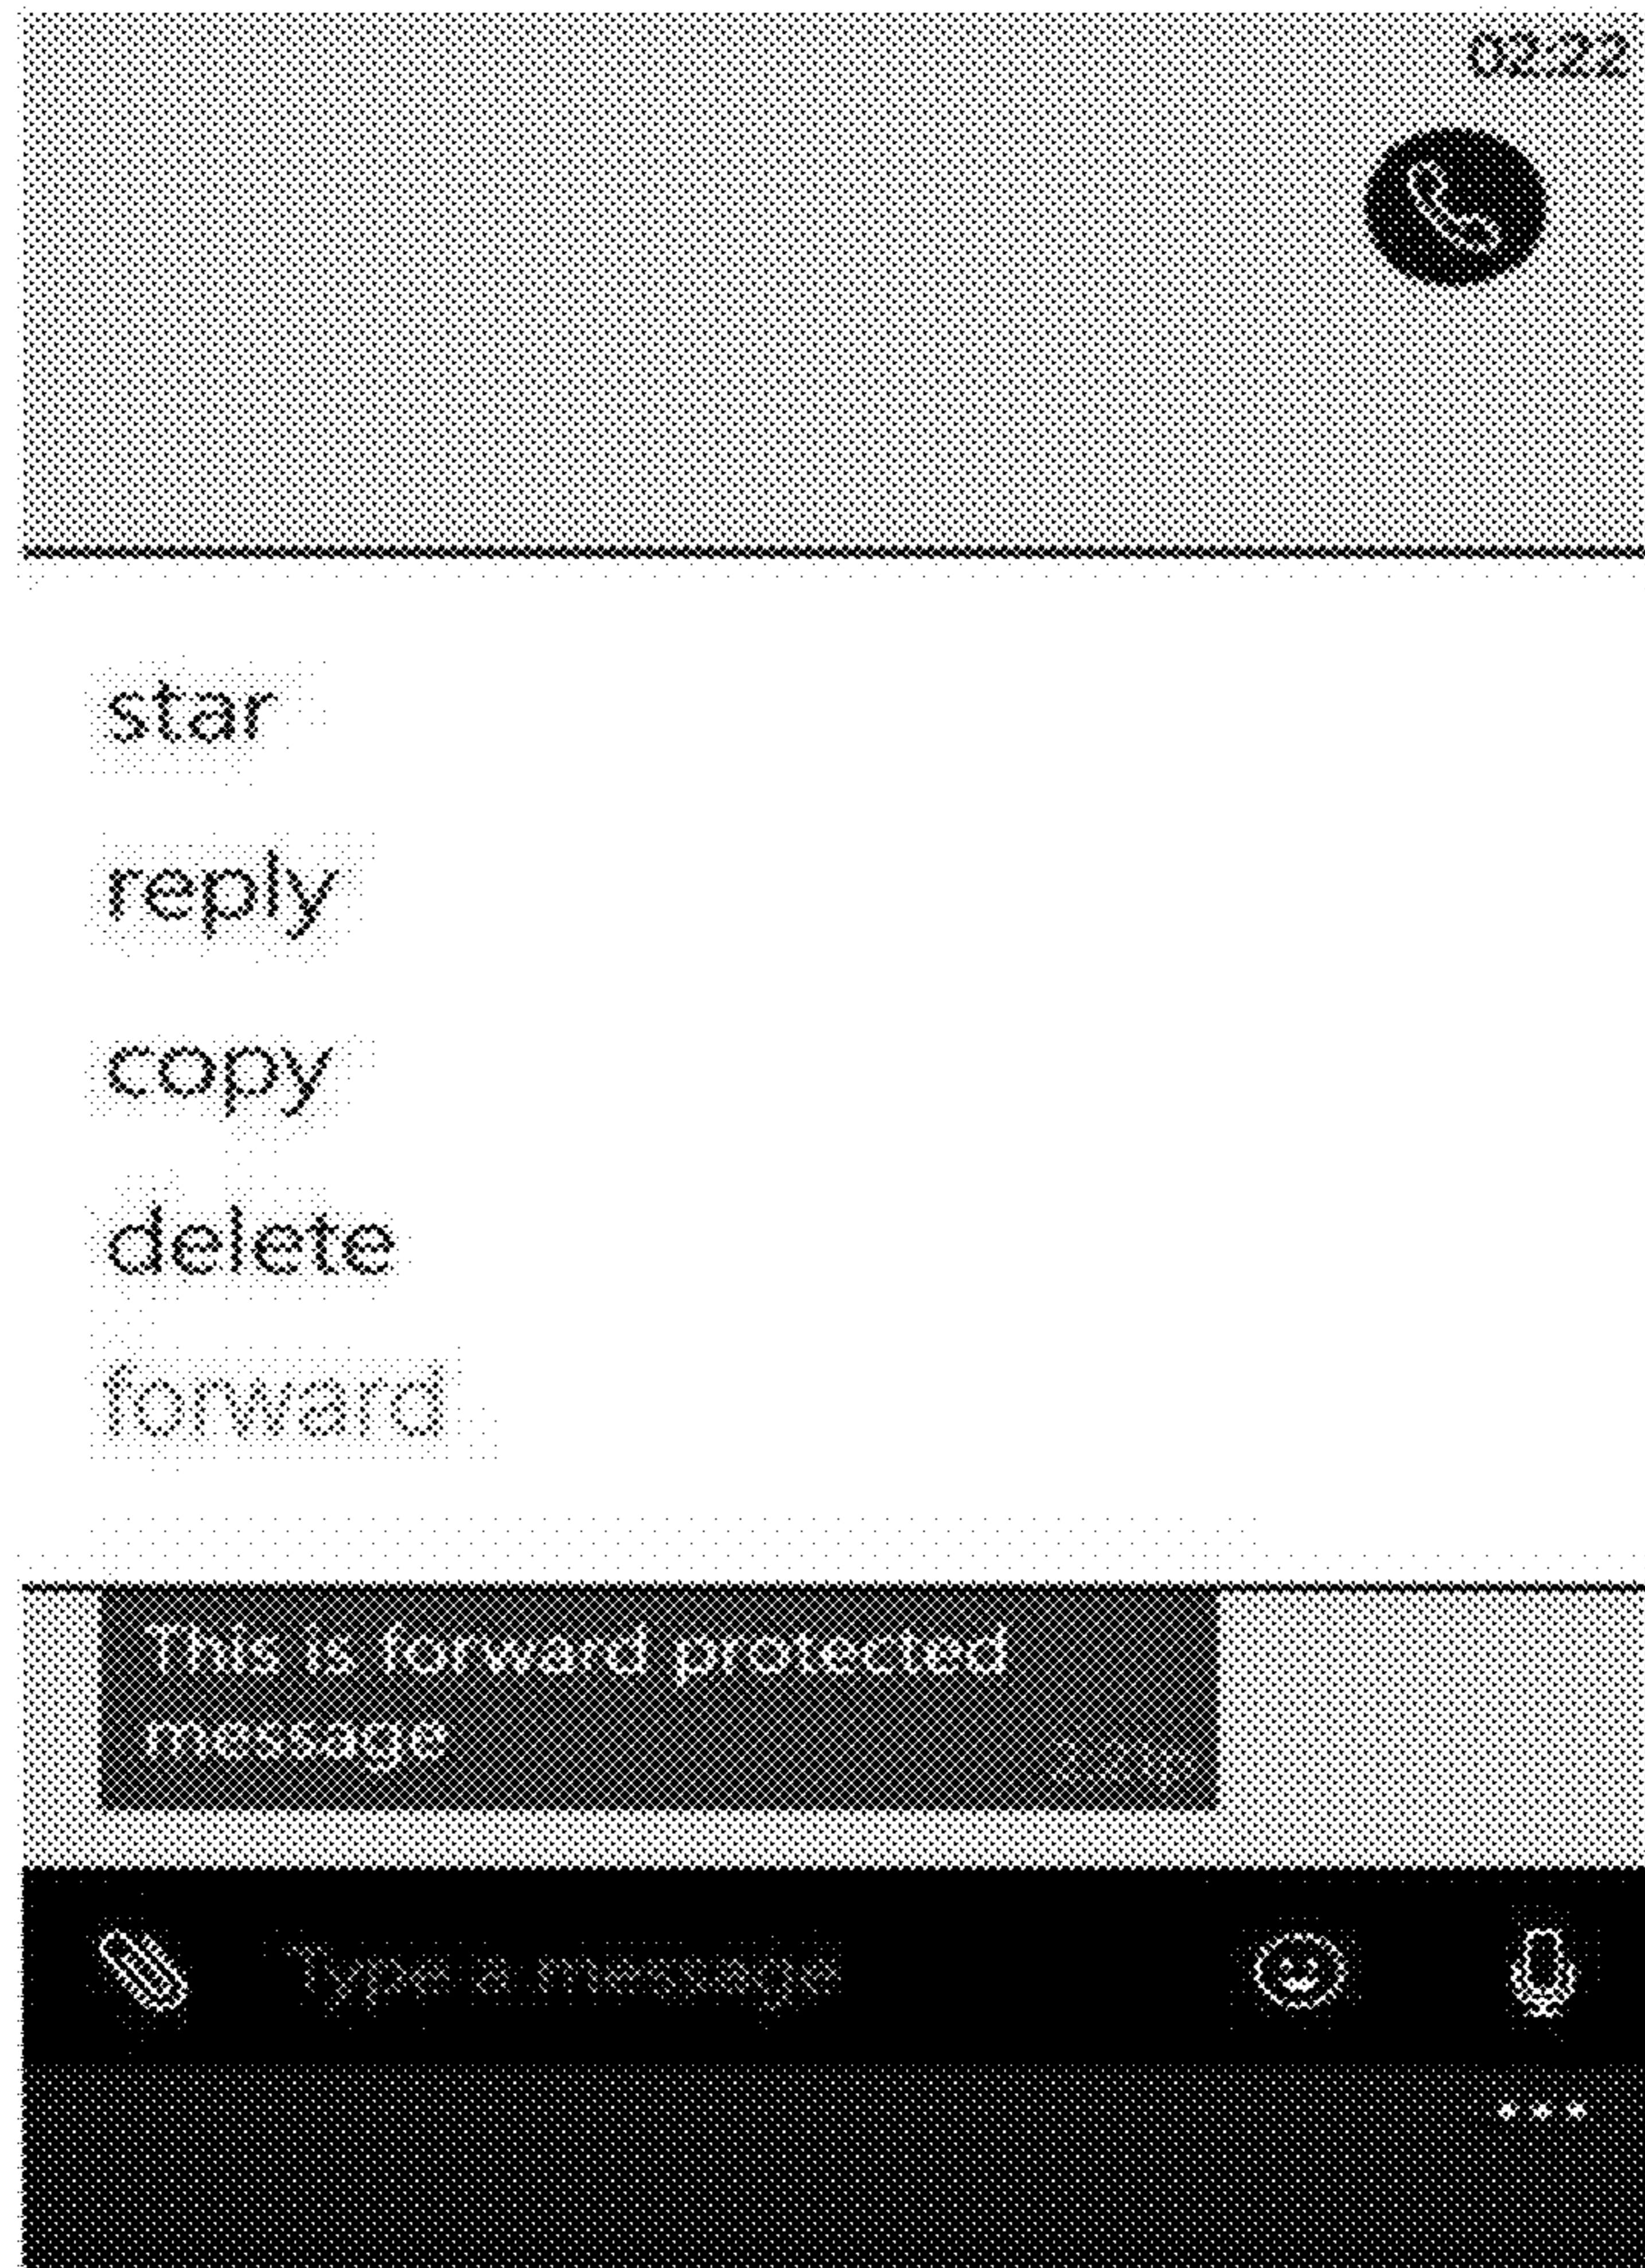 02:22
star
reply
copy
delete
forward
This is forward protected
message
Type a message